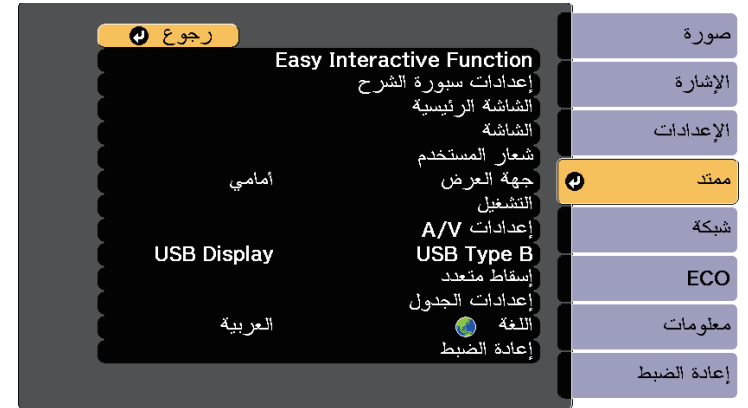 صورة
الإشارة
الإعدادات
ممتد
شبكة
ECO
معلومات
إعادة الضبط
رجوع
Easy Interactive Function
إعدادات سبورة الشرح
الشاشة الرئيسية
الشاشة
شعار المستخدم
جهة العرض أمامي
التشغيل
إعدادات A/V
USB Type B USB Display
إسقاط متعدد
إعدادات الجدول
اللغة العربية
إعادة الضبط